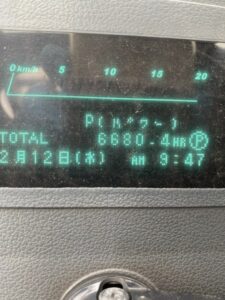 0km/h 5 10 15 20
P(ﾊﾟﾜｰ)
TOTAL 6680.4HR Ⓟ
2月12日(木) AM 9:47